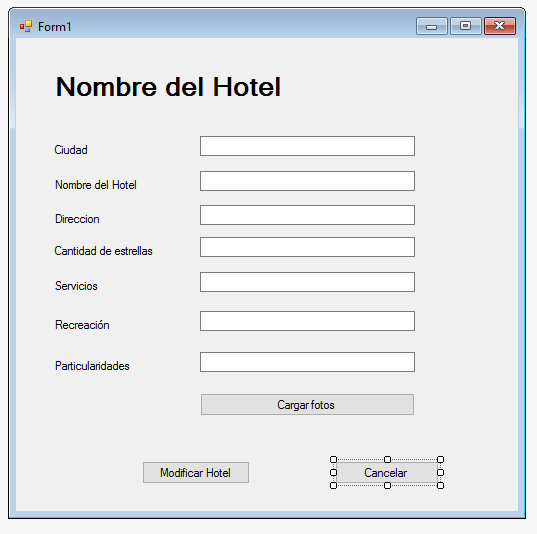 Form1
Nombre del Hotel
Ciudad
Nombre del Hotel
Direccion
Cantidad de estrellas
Servicios
Recreación
Particularidades
Cargar fotos
Modificar Hotel
Cancelar